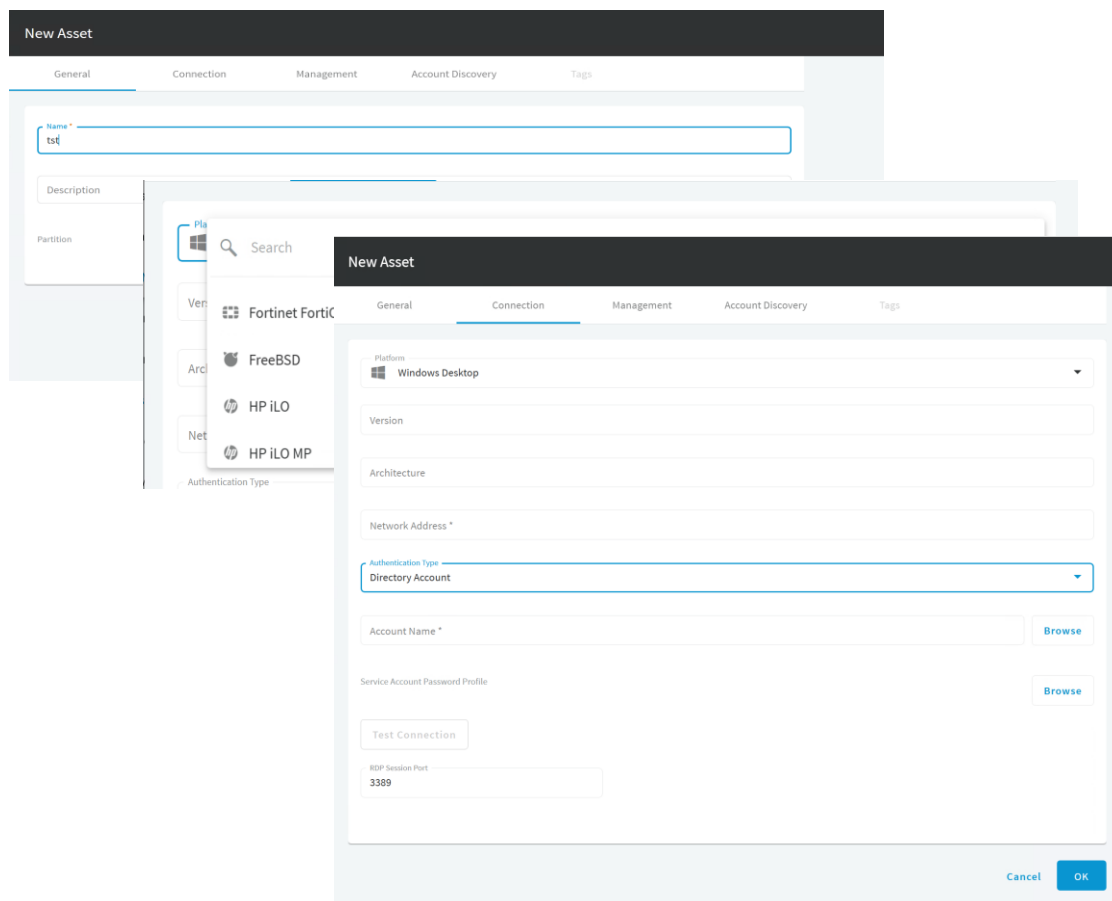 New Asset
General Connection Management Account Discovery Tags
Name *
tst
Description
Partition
Search
Fortinet
FreeBSD
HP iLO
HP iLO MP
Authentication Type
New Asset
General Connection Management Account Discovery Tags
Platform
Windows Desktop
Version
Architecture
Network Address *
Authentication Type
Directory Account
Account Name *
Browse
Service Account Password Profile
Browse
Test Connection
RDP Session Port
3389
Cancel OK